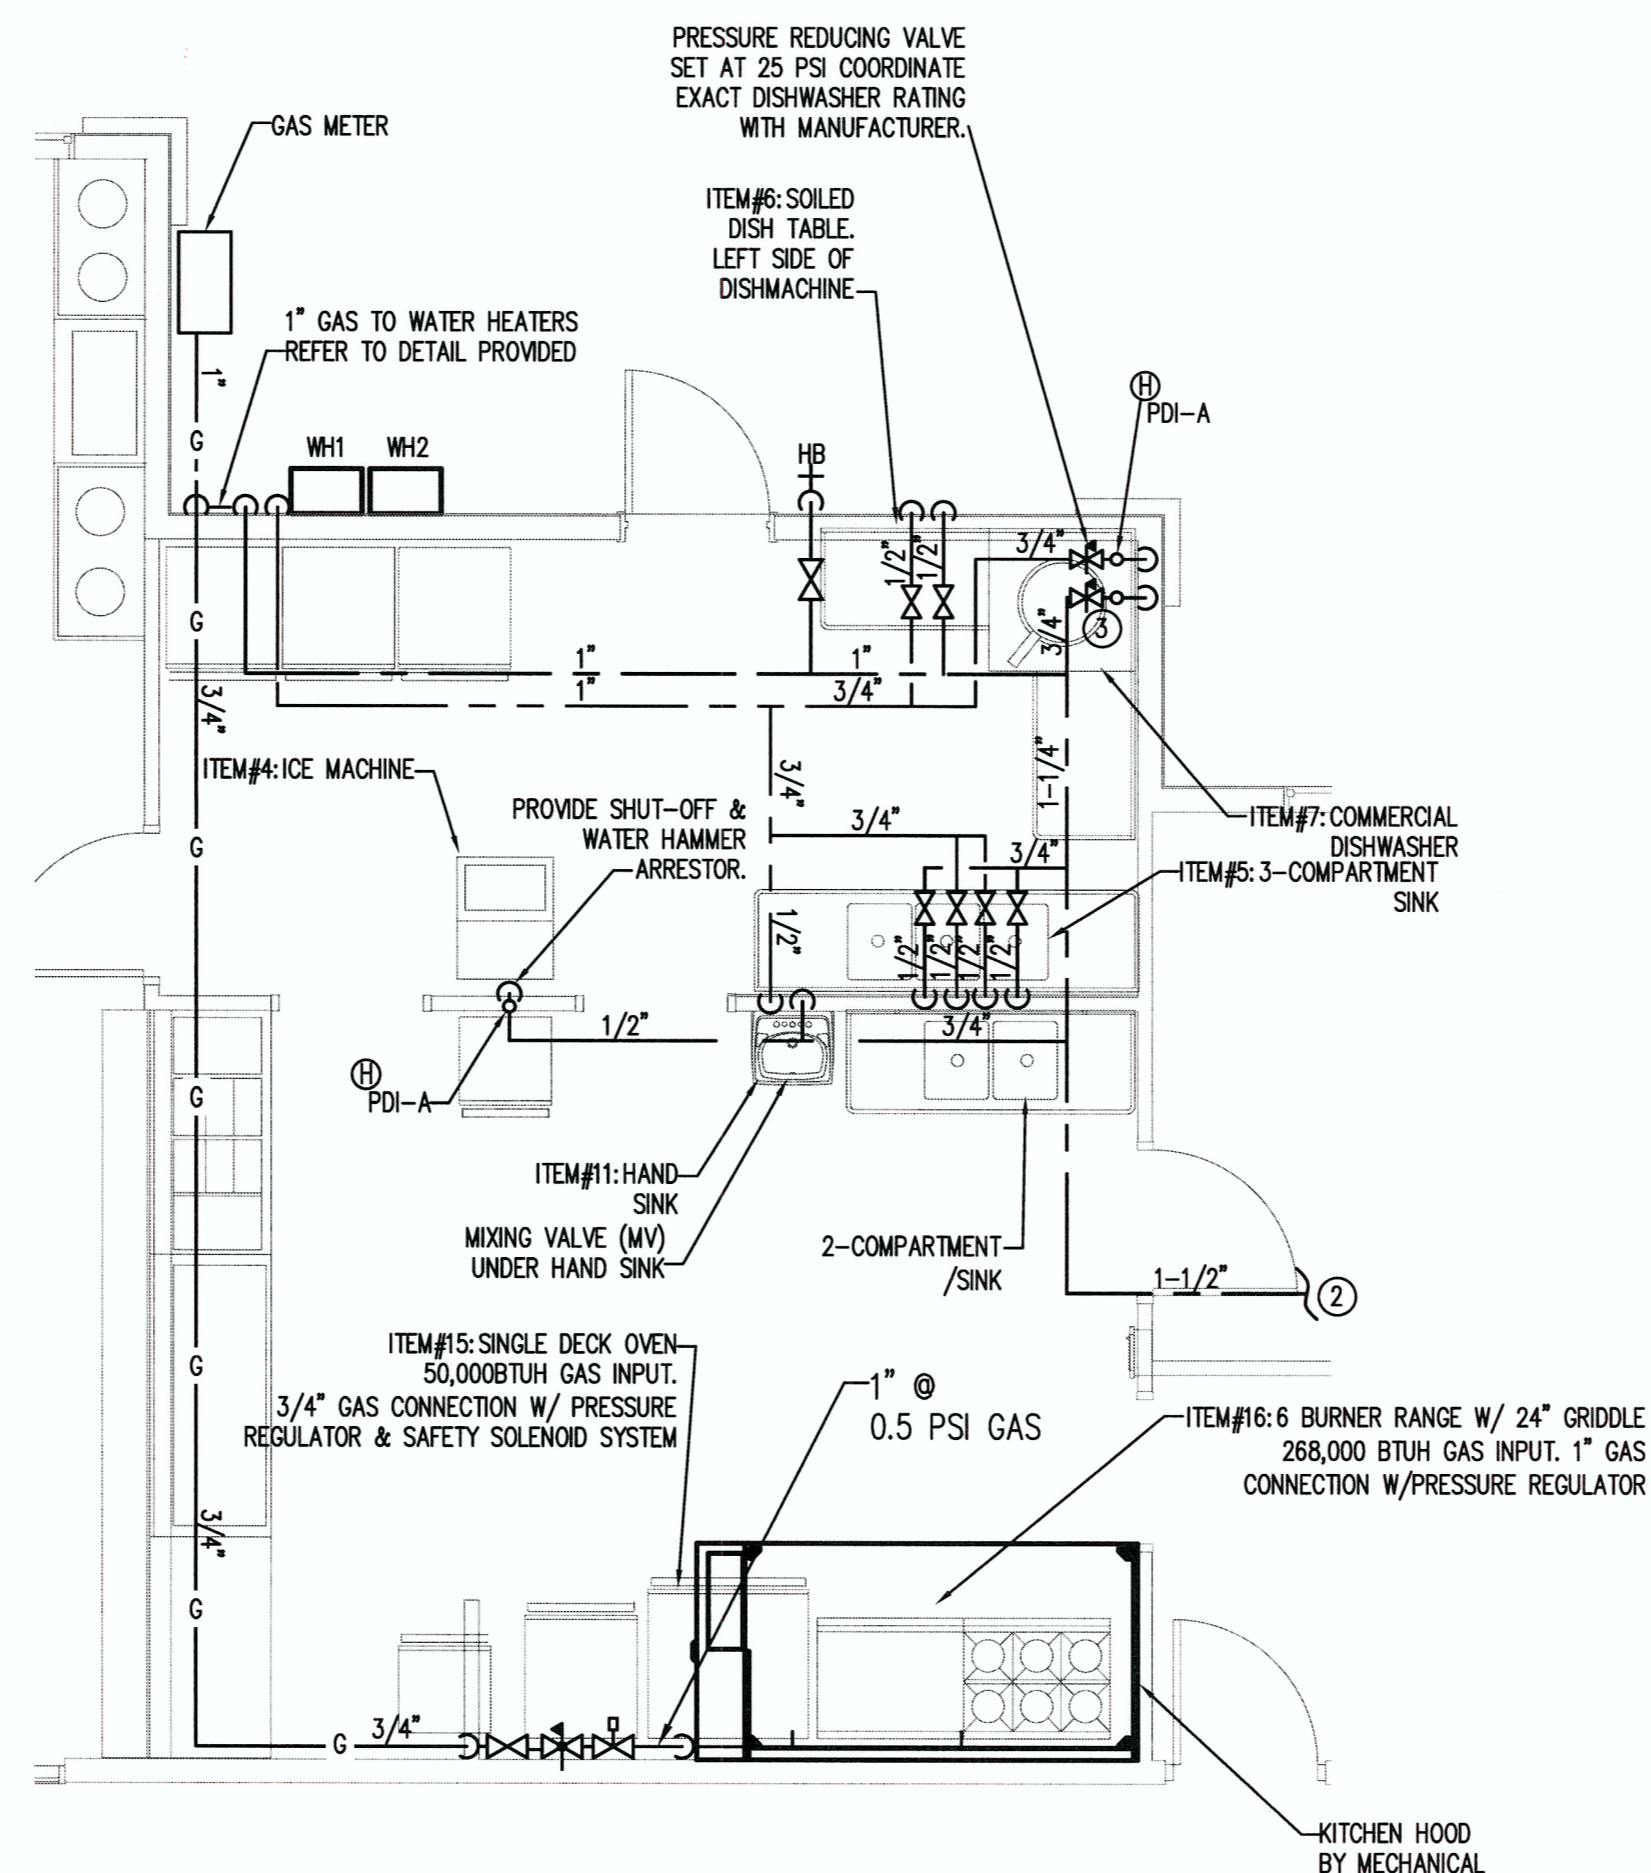 PRESSURE REDUCING VALVE
SET AT 25 PSI COORDINATE
EXACT DISHWASHER RATING
WITH MANUFACTURER.
GAS METER
ITEM#6: SOILED
DISH TABLE.
LEFT SIDE OF
DISHMACHINE
1" GAS TO WATER HEATERS
REFER TO DETAIL PROVIDED
1"
G
H
PDI-A
WH1
WH2
HB
1/2"
1/2"
3/4"
3/4"
3
G
1"
1"
1"
3/4"
3/4"
ITEM#4: ICE MACHINE
3/4"
1-1/4"
PROVIDE SHUT-OFF &
WATER HAMMER
ARRESTOR.
3/4"
3/4"
ITEM#7: COMMERCIAL
DISHWASHER
ITEM#5: 3-COMPARTMENT
SINK
G
1/2"
1/2"
1/2"
1/2"
1/2"
1/2"
3/4"
H
PDI-A
G
ITEM#11: HAND
SINK
MIXING VALVE (MV)
UNDER HAND SINK
2-COMPARTMENT
/SINK
1-1/2"
2
G
ITEM#15: SINGLE DECK OVEN
50,000BTUH GAS INPUT.
3/4" GAS CONNECTION W/ PRESSURE
REGULATOR & SAFETY SOLENOID SYSTEM
1" @
0.5 PSI GAS
ITEM#16: 6 BURNER RANGE W/ 24" GRIDDLE
268,000 BTUH GAS INPUT. 1" GAS
CONNECTION W/PRESSURE REGULATOR
3/4"
G
G
3/4"
KITCHEN HOOD
BY MECHANICAL